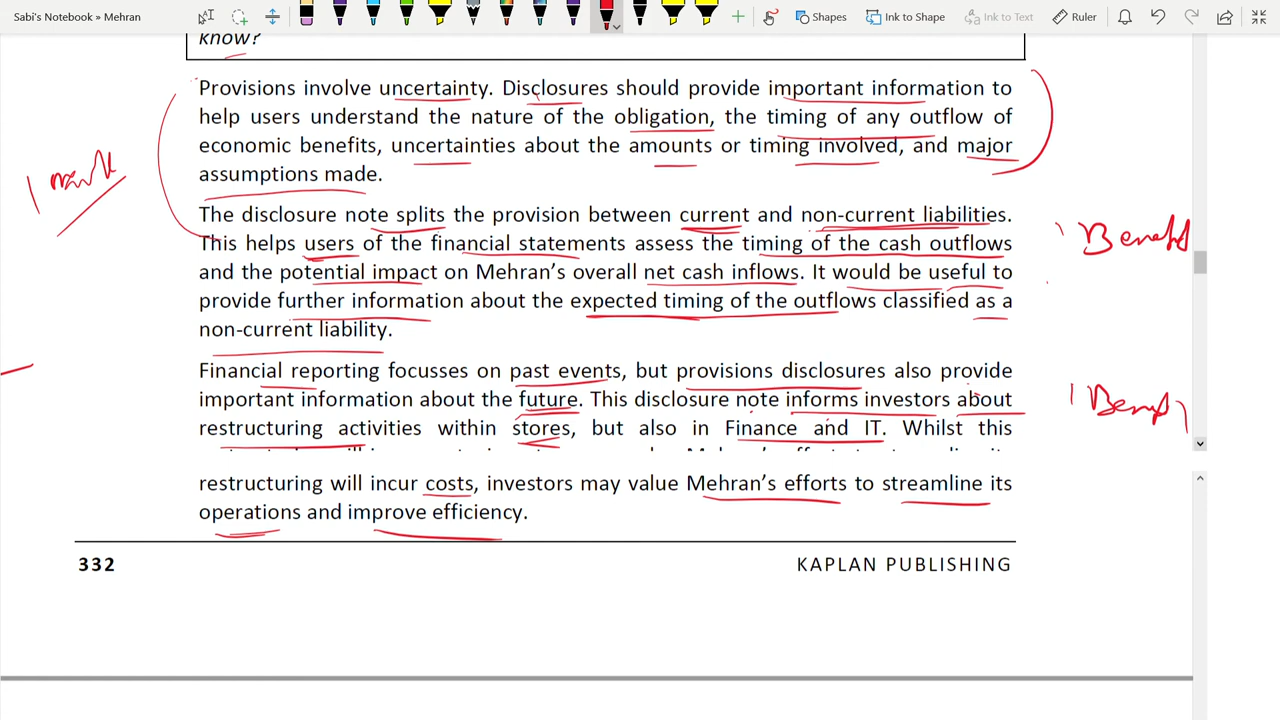 Sabi's Notebook » Mehran
Shapes
Ink to Shape
Ink to Text
Ruler
know?
Provisions involve uncertainty. Disclosures should provide important information to
help users understand the nature of the obligation, the timing of any outflow of
economic benefits, uncertainties about the amounts or timing involved, and major
assumptions made.
1 mark
The disclosure note splits the provision between current and non-current liabilities.
This helps users of the financial statements assess the timing of the cash outflows
and the potential impact on Mehran's overall net cash inflows. It would be useful to
provide further information about the expected timing of the outflows classified as a
non-current liability.
Financial reporting focusses on past events, but provisions disclosures also provide
important information about the future. This disclosure note informs investors about
restructuring activities within stores, but also in Finance and IT. Whilst this
restructuring will incur costs, investors may value Mehran's efforts to streamline its
operations and improve efficiency.
332
KAPLAN PUBLISHING